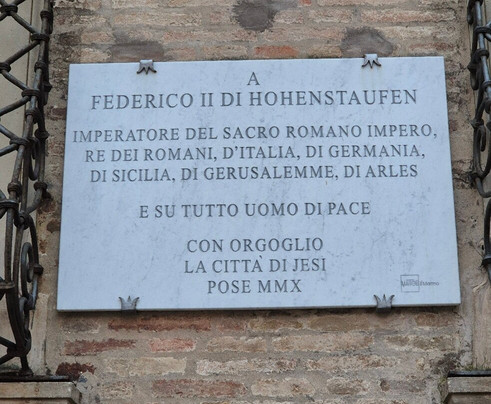 A
FEDERICO II DI HOHENSTAUFEN
IMPERATORE DEL SACRO ROMANO IMPERO,
RE DEI ROMANI, D'ITALIA, DI GERMANIA,
DI SICILIA, DI GERUSALEMME, DI ARLES
E SU TUTTO UOMO DI PACE
CON ORGOGLIO
LA CITTÀ DI JESI
POSE MMX